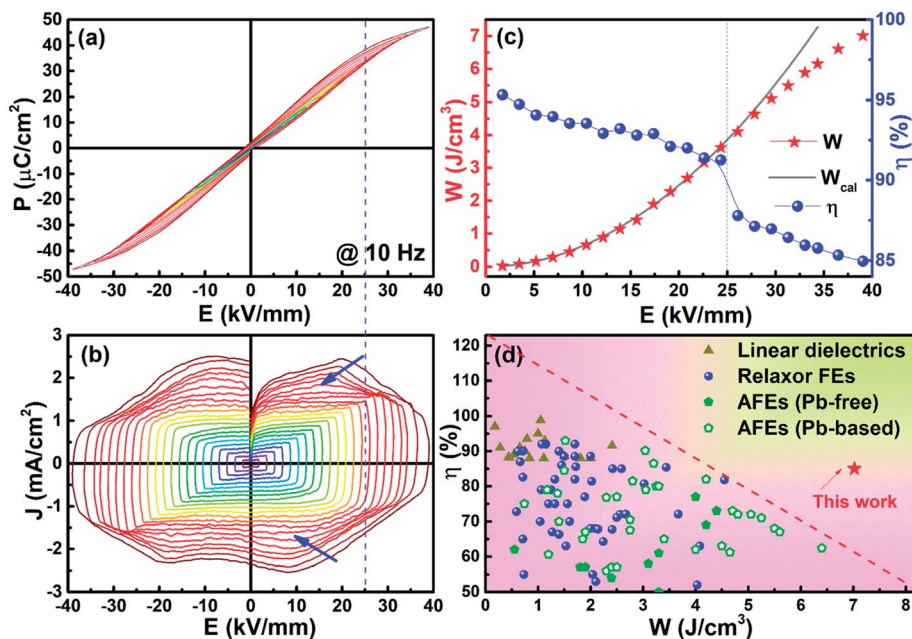 (a)
50
40
30
20
10
0
-10
-20
-30
-40
-50
P (μC/cm²)
@ 10 Hz
-40 -30 -20 -10 0 10 20 30 40
E (kV/mm)
(b)
3
2
1
0
-1
-2
-3
J (mA/cm²)
-40 -30 -20 -10 0 10 20 30 40
E (kV/mm)
(c)
7
6
5
4
3
2
1
0
W (J/cm³)
100
95
90
85
η (%)
W
Wcal
η
0 5 10 15 20 25 30 35 40
E (kV/mm)
(d)
120
110
100
90
80
70
60
50
η (%)
Linear dielectrics
Relaxor FEs
AFEs (Pb-free)
AFEs (Pb-based)
This work
0 1 2 3 4 5 6 7 8
W (J/cm³)